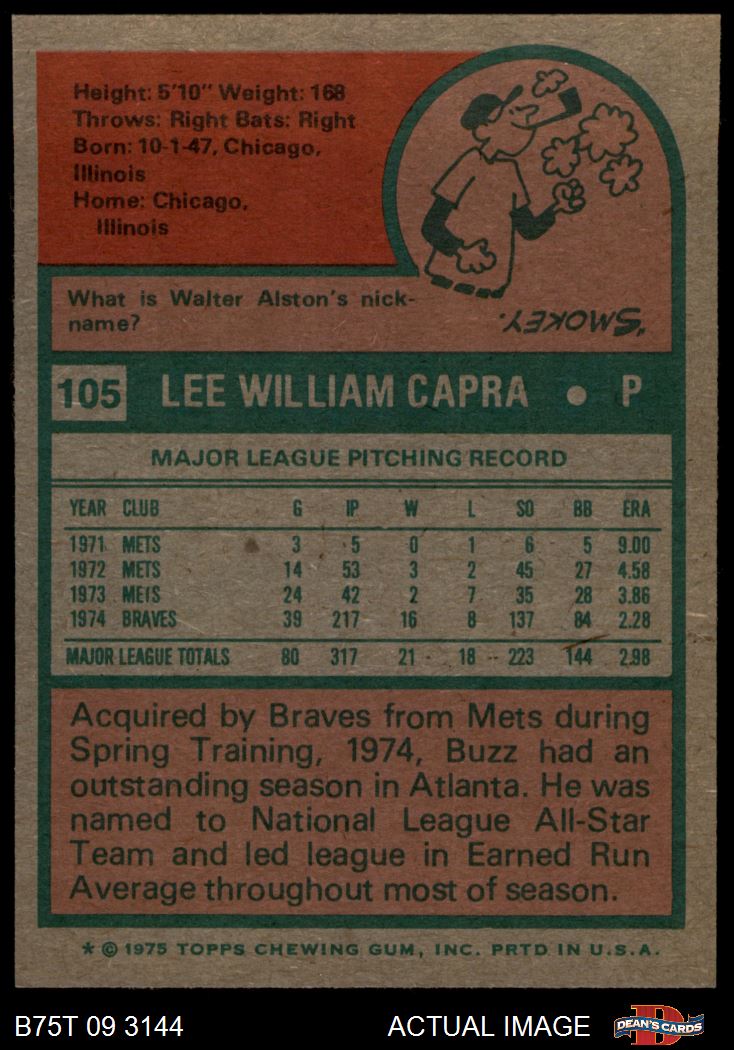 Height: 5'10" Weight: 168
Throws: Right Bats: Right
Born: 10-1-47, Chicago,
Illinois
Home: Chicago,
Illinois
What is Walter Alston's nick-
name?
"SMOKEY."
105 LEE WILLIAM CAPRA ● P
MAJOR LEAGUE PITCHING RECORD
YEAR CLUB G IP W L SO BB ERA
1971 METS 3 5 0 1 6 5 9.00
1972 METS 14 53 3 2 45 27 4.58
1973 METS 24 42 2 7 35 28 3.86
1974 BRAVES 39 217 16 8 137 84 2.28
MAJOR LEAGUE TOTALS 80 317 21 18 223 144 2.98
Acquired by Braves from Mets during
Spring Training, 1974, Buzz had an
outstanding season in Atlanta. He was
named to National League All-Star
Team and led league in Earned Run
Average throughout most of season.
* © 1975 TOPPS CHEWING GUM, INC. PRTD IN U.S.A.
B75T 09 3144 ACTUAL IMAGE DEAN'S CARDS